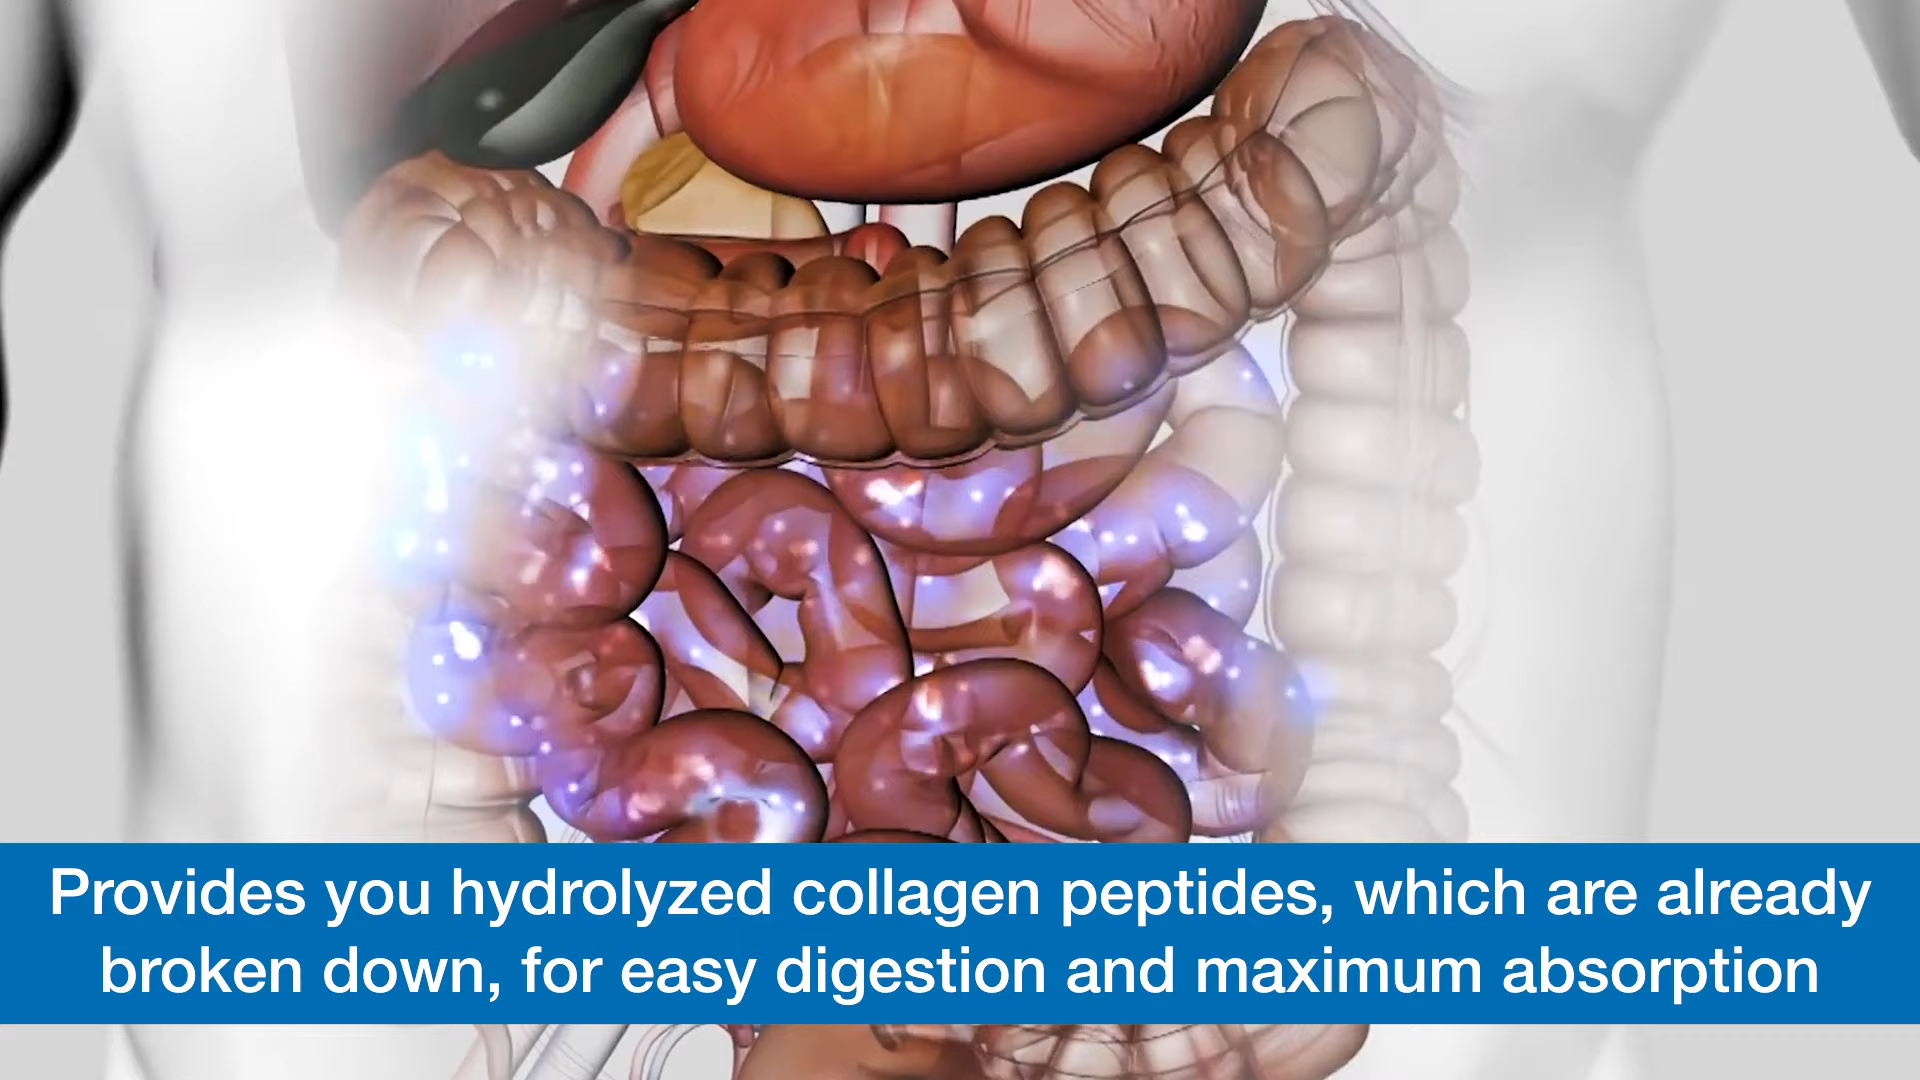 Provides you hydrolyzed collagen peptides, which are already
broken down, for easy digestion and maximum absorption